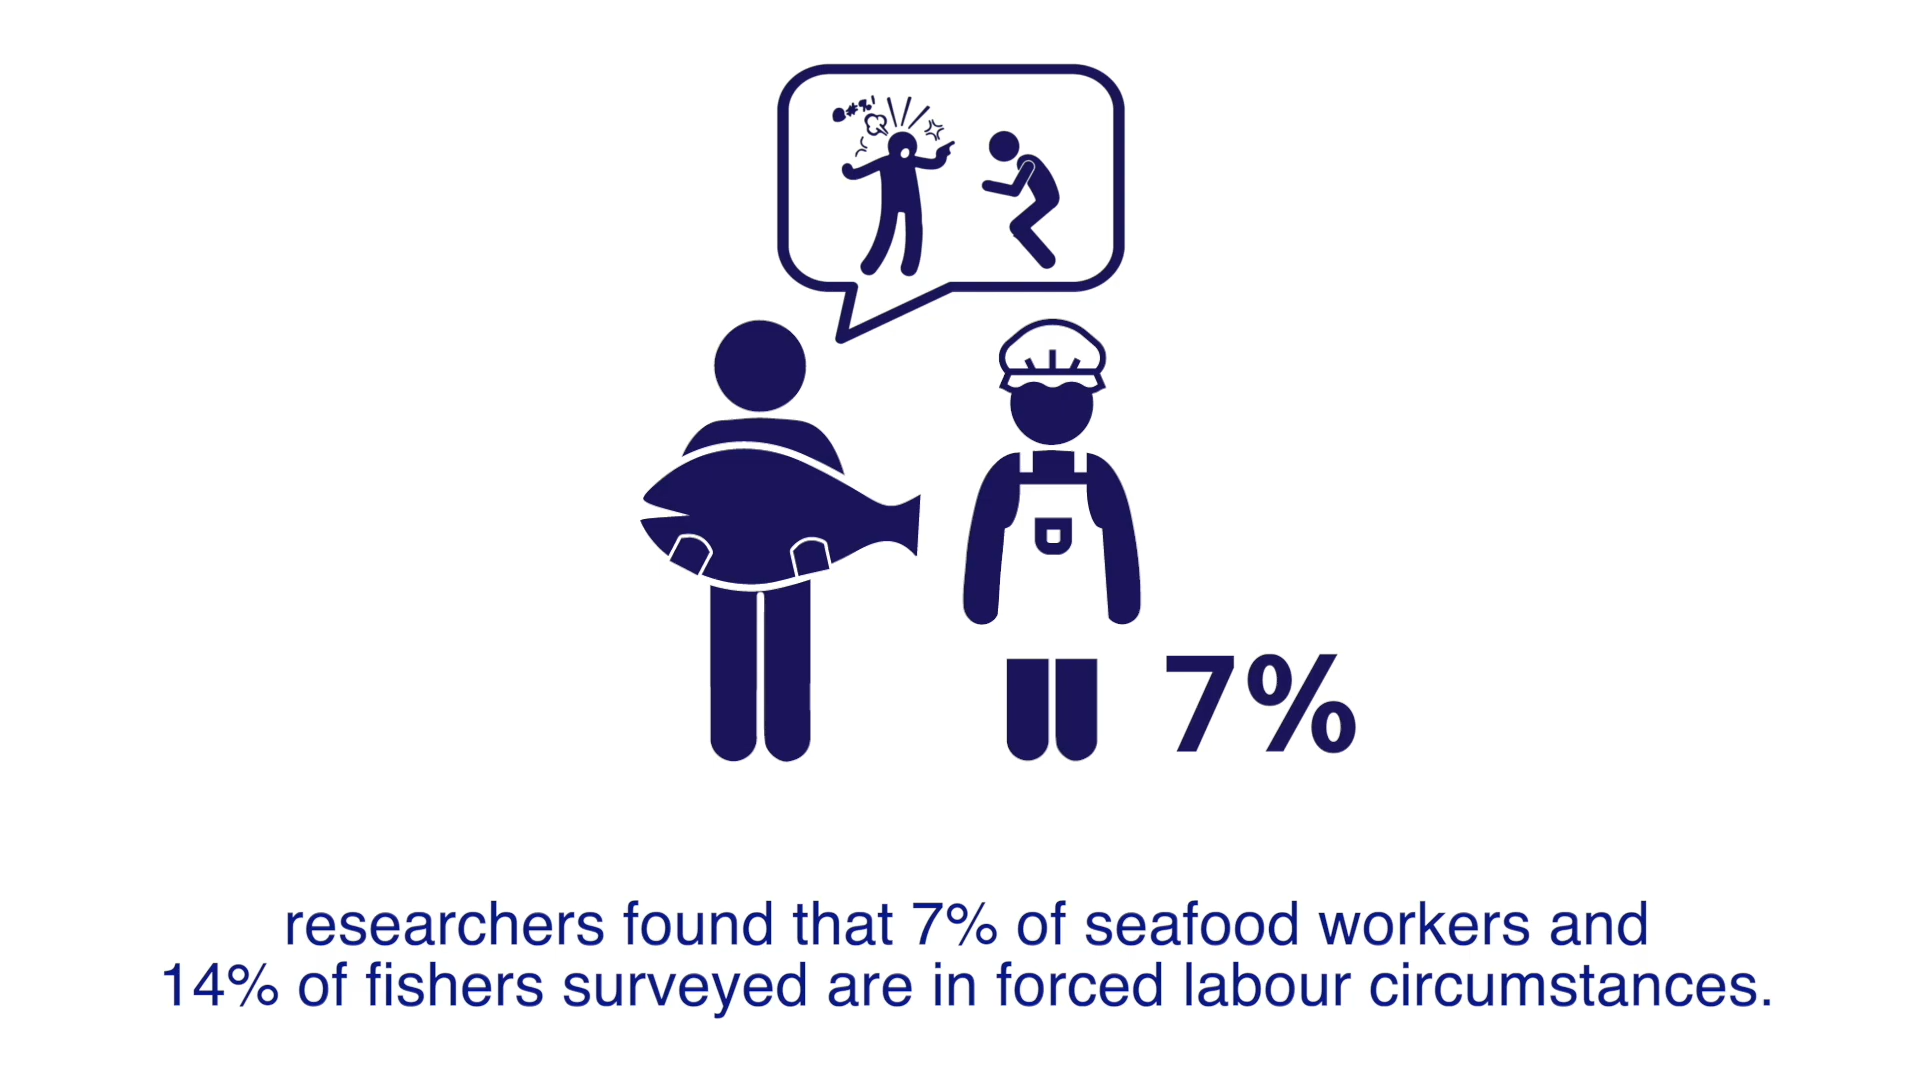 @#%!
7%
researchers found that 7% of seafood workers and
14% of fishers surveyed are in forced labour circumstances.